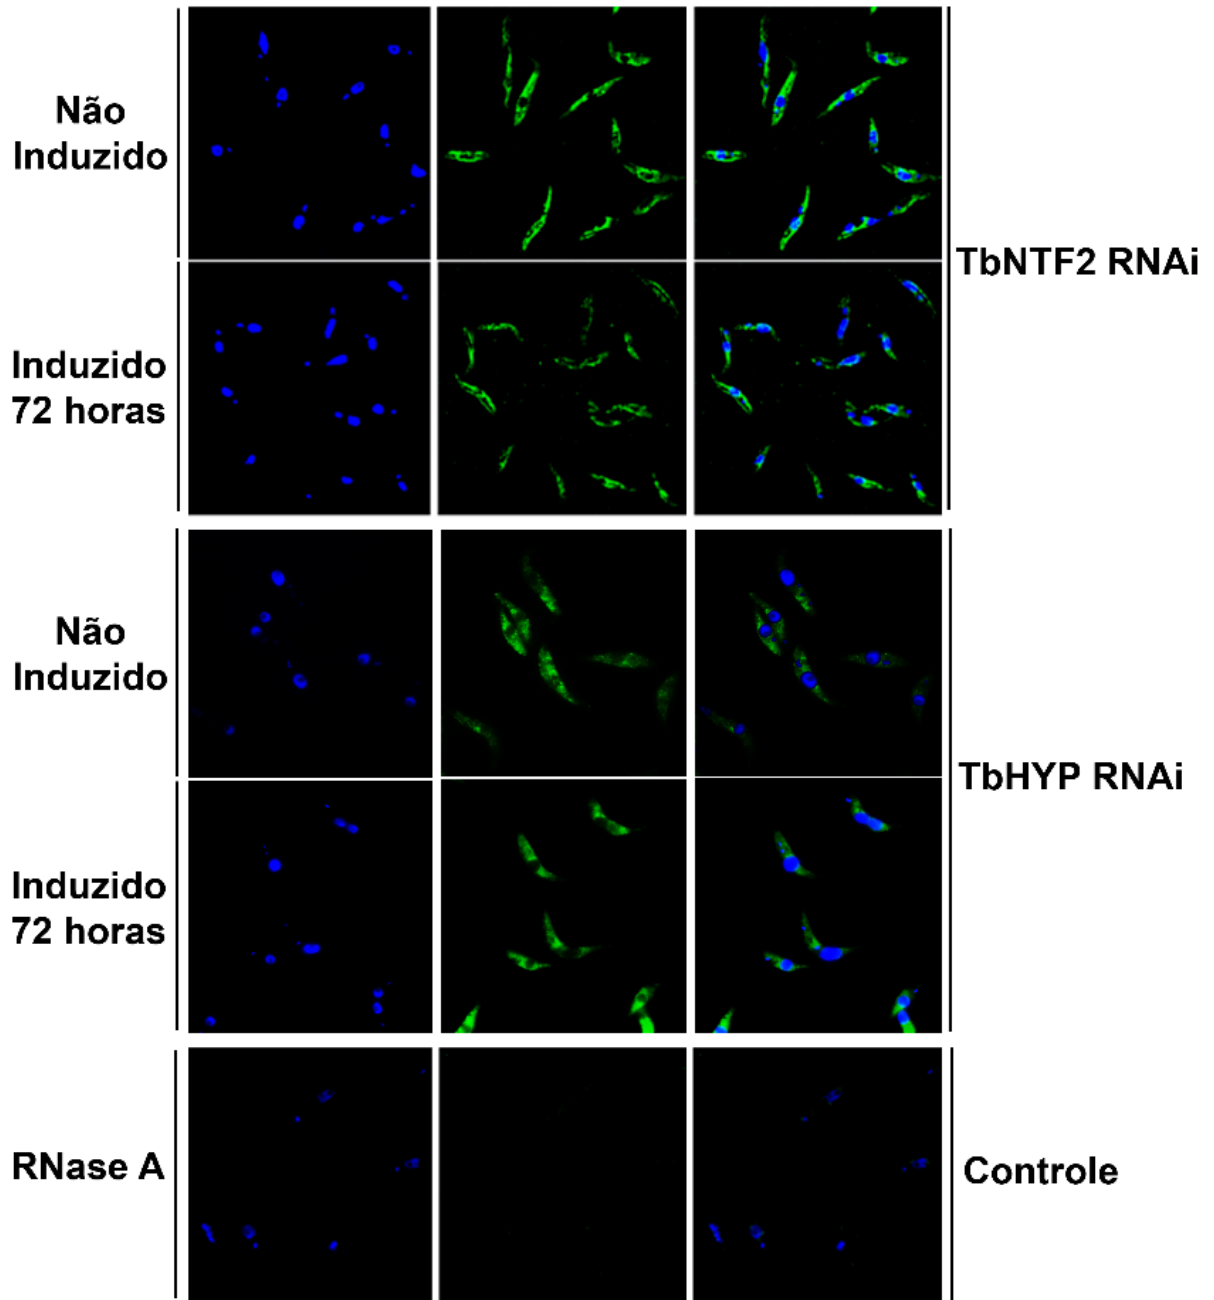 Não
Induzido
TbNTF2 RNAi
Induzido
72 horas
Não
Induzido
TbHYP RNAi
Induzido
72 horas
RNase A
Controle